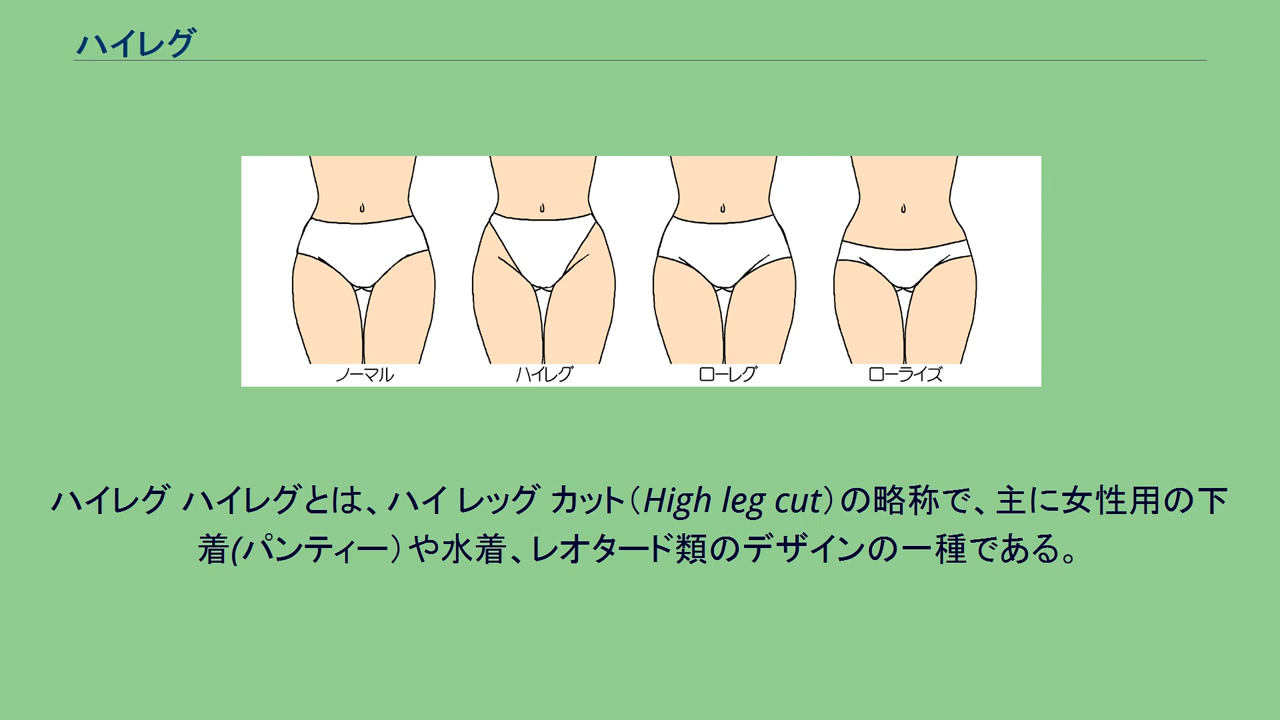 ハイレグ
ノーマル ハイレグ ローレグ ローライズ
ハイレグ ハイレグとは、ハイ レッグ カット（High leg cut）の略称で、主に女性用の下
着(パンティー）や水着、レオタード類のデザインの一種である。